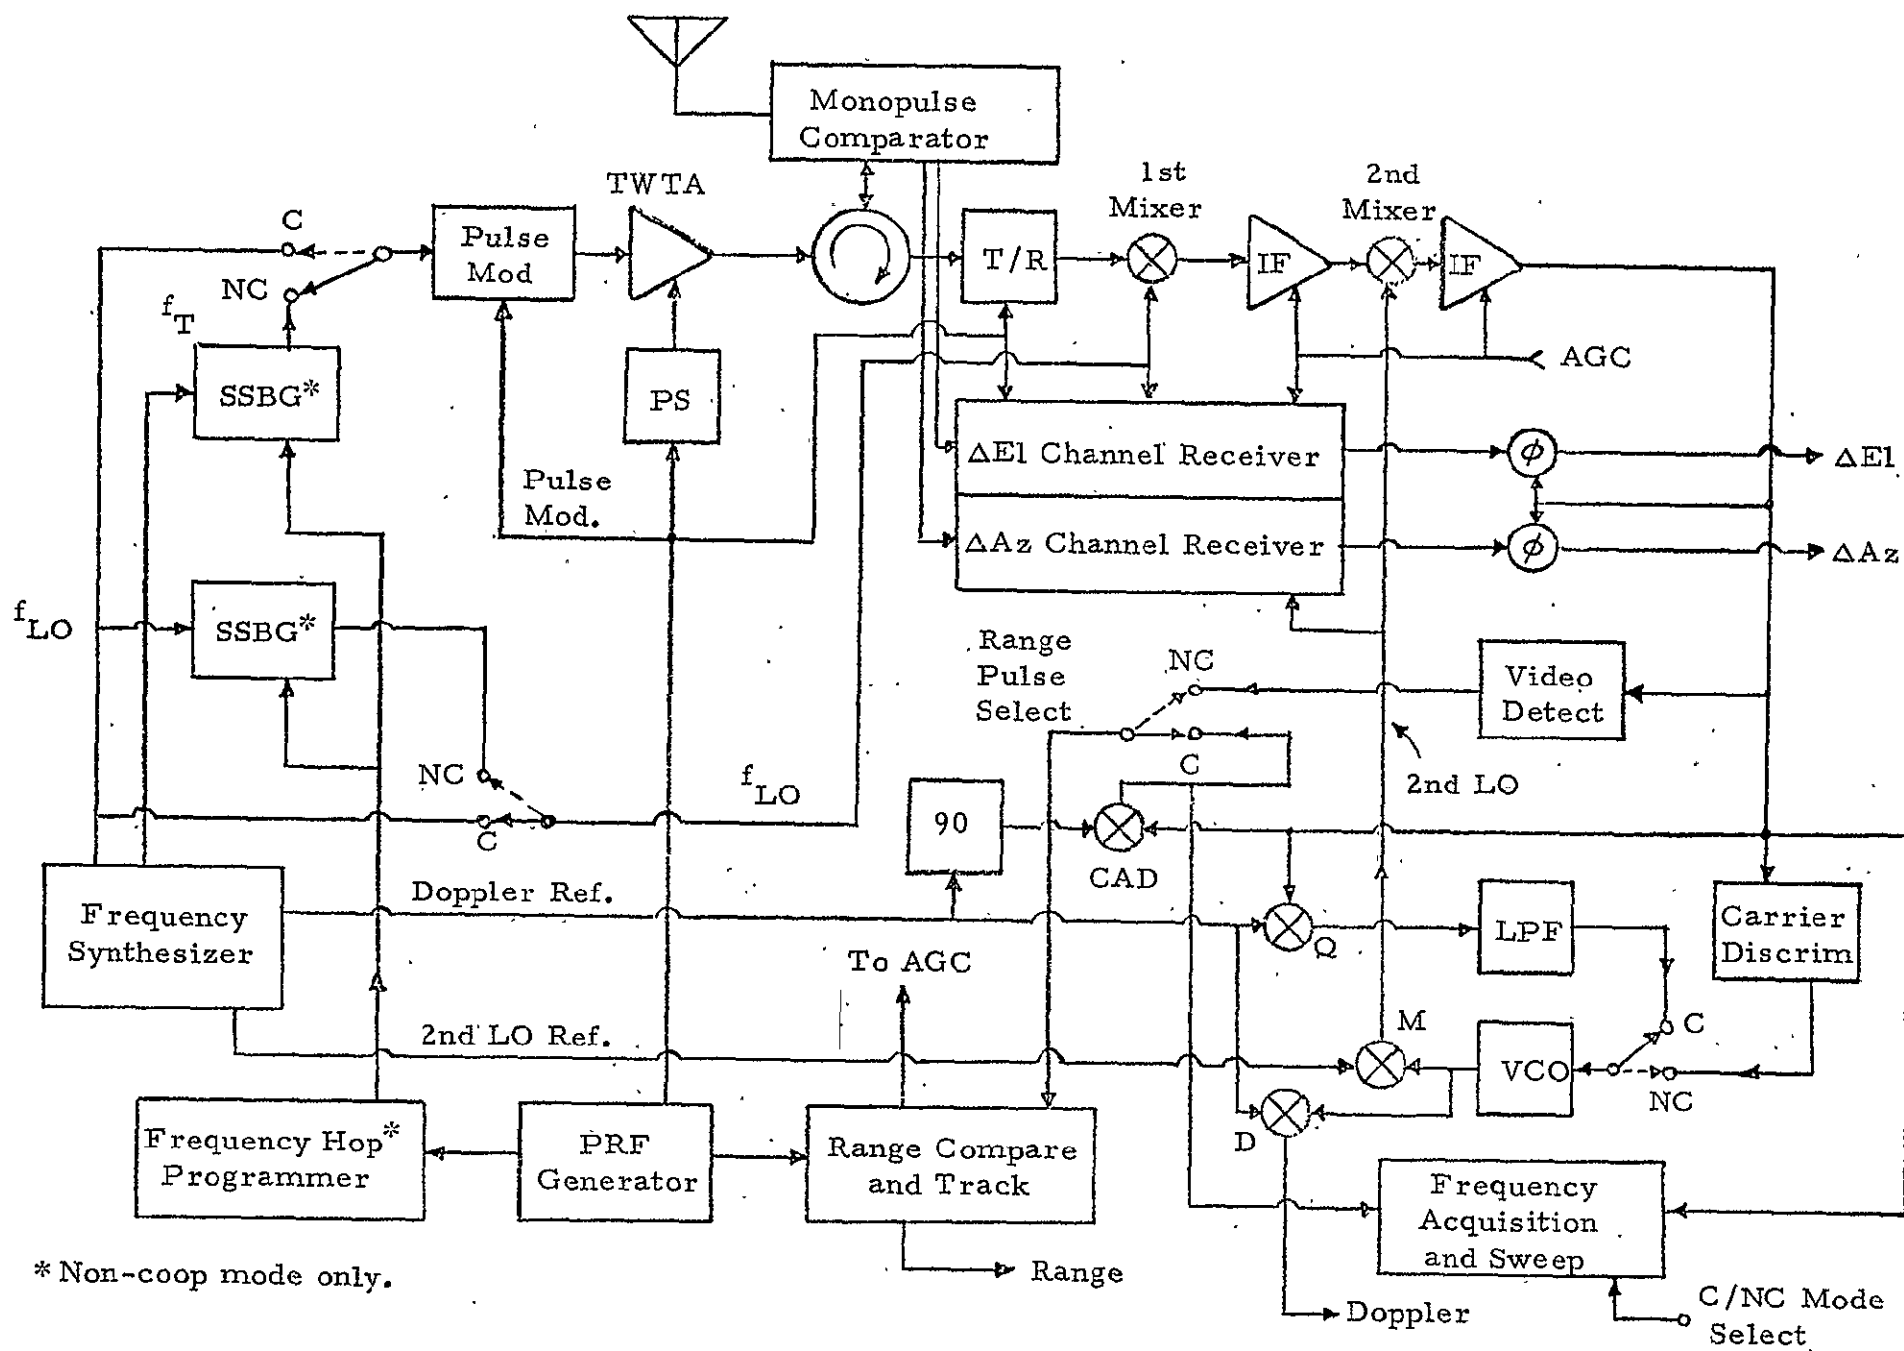 Monopulse
Comparator
TWTA
1st
Mixer
2nd
Mixer
C
NC
Pulse
Mod
T/R
IF
IF
f_T
SSBG*
PS
AGC
Pulse
Mod.
ΔEl Channel Receiver
ϕ
ΔEl
ΔAz Channel Receiver
ϕ
ΔAz
f_LO
SSBG*
Range
Pulse
Select
NC
C
Video
Detect
NC
C
f_LO
2nd LO
90
CAD
Frequency
Synthesizer
Doppler Ref.
Q
LPF
Carrier
Discrim
To AGC
2nd LO Ref.
M
VCO
C
NC
D
Frequency Hop*
Programmer
PRF
Generator
Range Compare
and Track
Frequency
Acquisition
and Sweep
* Non-coop mode only.
Range
Doppler
C/NC Mode
Select